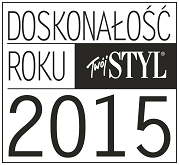 DOSKONAŁOŚĆ
ROKU Twój STYL®
2015